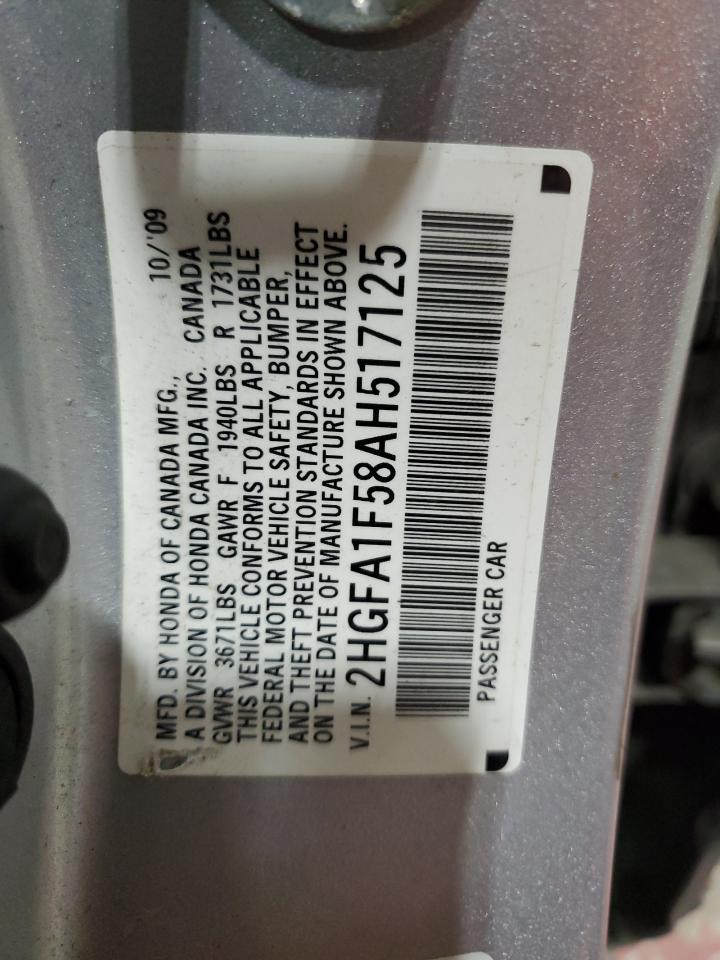 MFD. BY HONDA OF CANADA MFG., 10/'09
A DIVISION OF HONDA CANADA INC. CANADA
GVWR 3671LBS GAWR F 1940LBS R 1731LBS
THIS VEHICLE CONFORMS TO ALL APPLICABLE
FEDERAL MOTOR VEHICLE SAFETY, BUMPER,
AND THEFT PREVENTION STANDARDS IN EFFECT
ON THE DATE OF MANUFACTURE SHOWN ABOVE.
V.I.N. 2HGFA1F58AH517125
PASSENGER CAR